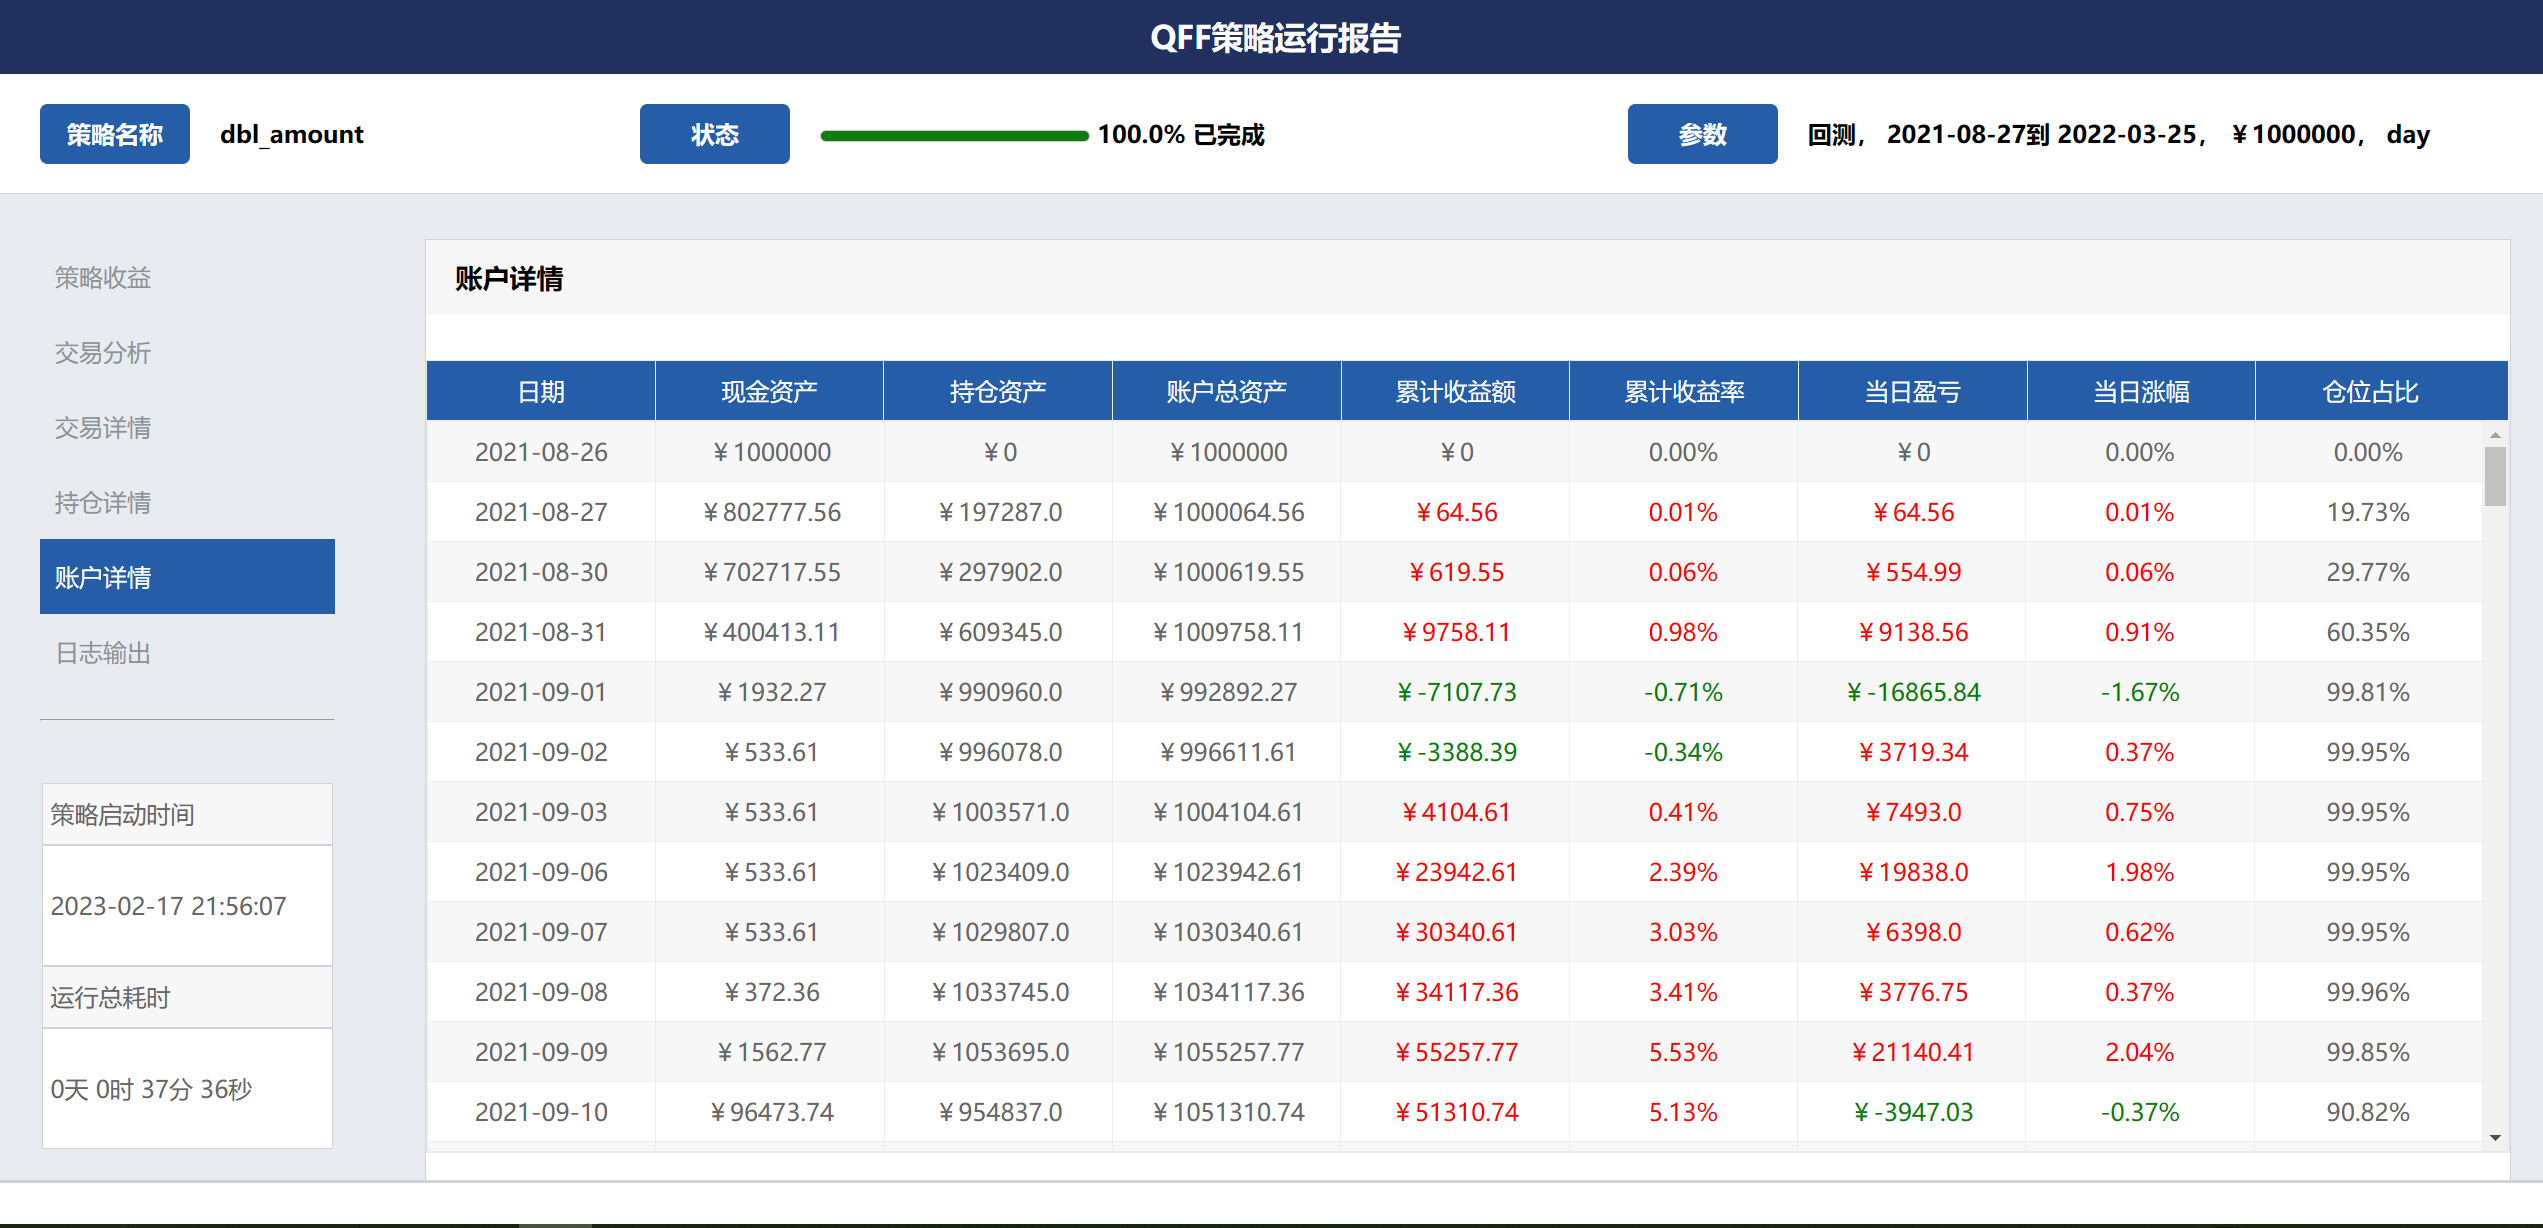 QFF策略运行报告
策略名称 dbl_amount 状态 100.0% 已完成 参数 回测， 2021-08-27到 2022-03-25， ¥1000000， day
策略收益
交易分析
交易详情
持仓详情
账户详情
日志输出
策略启动时间
2023-02-17 21:56:07
运行总耗时
0天 0时 37分 36秒
账户详情
日期 现金资产 持仓资产 账户总资产 累计收益额 累计收益率 当日盈亏 当日涨幅 仓位占比
2021-08-26 ¥1000000 ¥0 ¥1000000 ¥0 0.00% ¥0 0.00% 0.00%
2021-08-27 ¥802777.56 ¥197287.0 ¥1000064.56 ¥64.56 0.01% ¥64.56 0.01% 19.73%
2021-08-30 ¥702717.55 ¥297902.0 ¥1000619.55 ¥619.55 0.06% ¥554.99 0.06% 29.77%
2021-08-31 ¥400413.11 ¥609345.0 ¥1009758.11 ¥9758.11 0.98% ¥9138.56 0.91% 60.35%
2021-09-01 ¥1932.27 ¥990960.0 ¥992892.27 ¥-7107.73 -0.71% ¥-16865.84 -1.67% 99.81%
2021-09-02 ¥533.61 ¥996078.0 ¥996611.61 ¥-3388.39 -0.34% ¥3719.34 0.37% 99.95%
2021-09-03 ¥533.61 ¥1003571.0 ¥1004104.61 ¥4104.61 0.41% ¥7493.0 0.75% 99.95%
2021-09-06 ¥533.61 ¥1023409.0 ¥1023942.61 ¥23942.61 2.39% ¥19838.0 1.98% 99.95%
2021-09-07 ¥533.61 ¥1029807.0 ¥1030340.61 ¥30340.61 3.03% ¥6398.0 0.62% 99.95%
2021-09-08 ¥372.36 ¥1033745.0 ¥1034117.36 ¥34117.36 3.41% ¥3776.75 0.37% 99.96%
2021-09-09 ¥1562.77 ¥1053695.0 ¥1055257.77 ¥55257.77 5.53% ¥21140.41 2.04% 99.85%
2021-09-10 ¥96473.74 ¥954837.0 ¥1051310.74 ¥51310.74 5.13% ¥-3947.03 -0.37% 90.82%